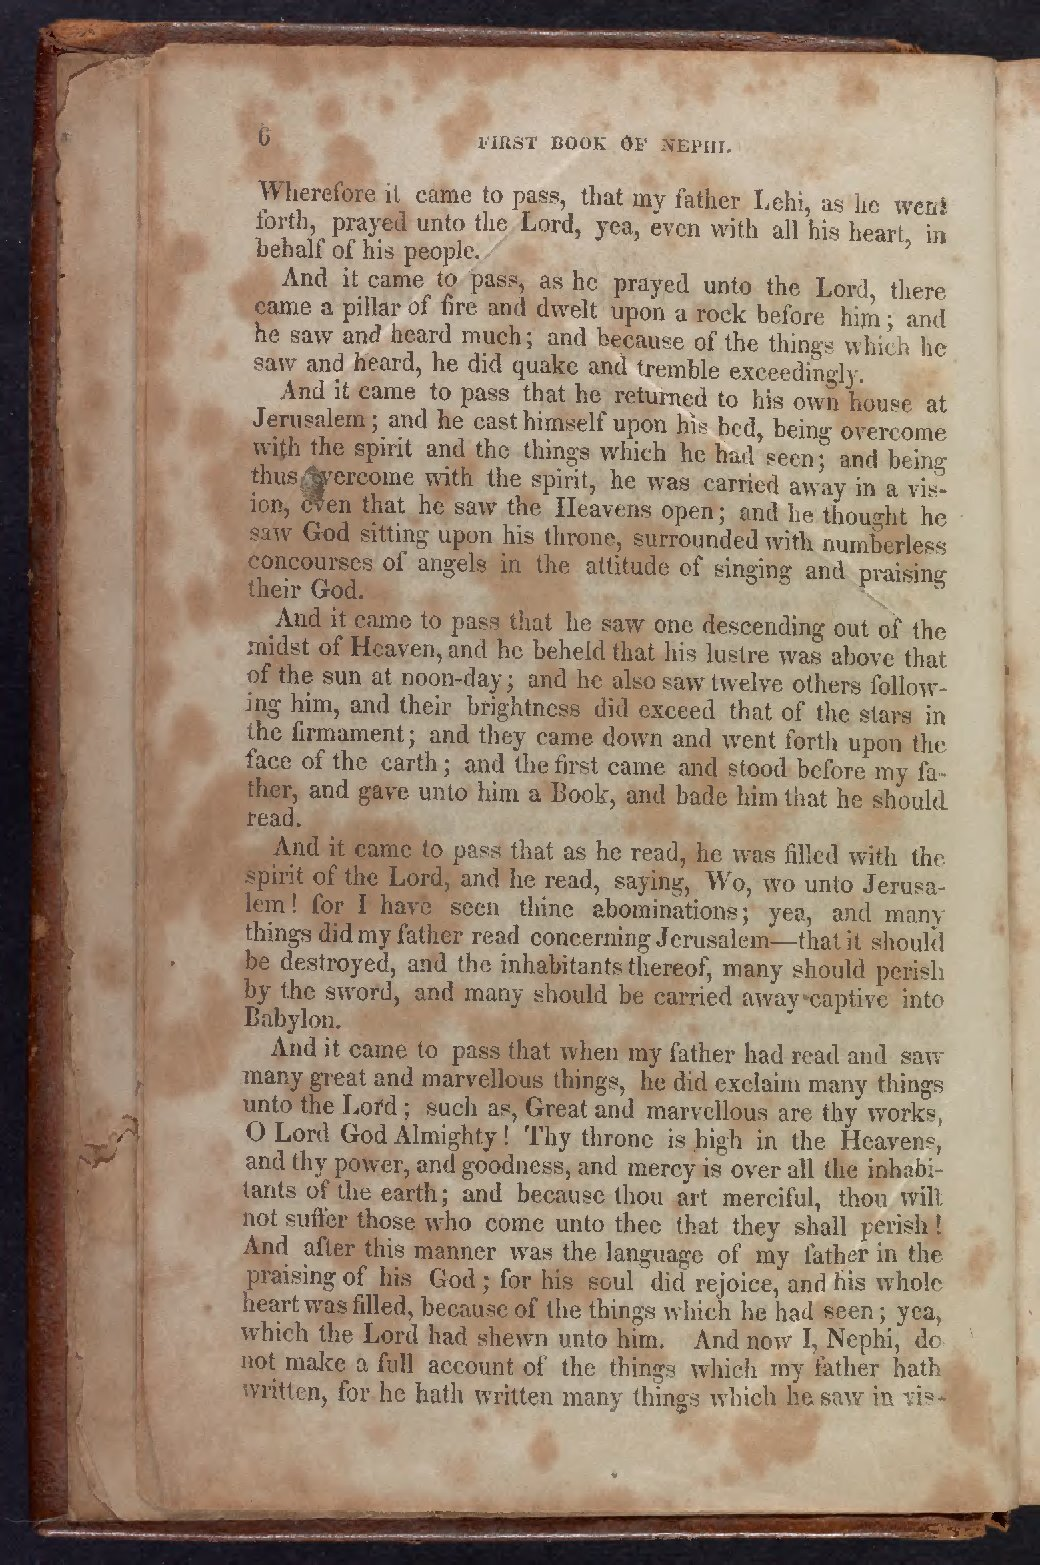 6 FIRST BOOK OF NEPHI.
Wherefore it came to pass, that my father Lehi, as he went
forth, prayed unto the Lord, yea, even with all his heart, in
behalf of his people.
And it came to pass, as he prayed unto the Lord, there
came a pillar of fire and dwelt upon a rock before him; and
he saw and heard much; and because of the things which he
saw and heard, he did quake and tremble exceedingly.
And it came to pass that he returned to his own house at
Jerusalem; and he cast himself upon his bed, being overcome
with the spirit and the things which he had seen; and being
thus overcome with the spirit, he was carried away in a vis-
ion, even that he saw the Heavens open; and he thought he
saw God sitting upon his throne, surrounded with numberless
concourses of angels in the attitude of singing and praising
their God.
And it came to pass that he saw one descending out of the
midst of Heaven, and he beheld that his lustre was above that
of the sun at noon-day; and he also saw twelve others follow-
ing him, and their brightness did exceed that of the stars in
the firmament; and they came down and went forth upon the
face of the earth; and the first came and stood before my fa-
ther, and gave unto him a Book, and bade him that he should
read.
And it came to pass that as he read, he was filled with the
spirit of the Lord, and he read, saying, Wo, wo unto Jerusa-
lem! for I have seen thine abominations; yea, and many
things did my father read concerning Jerusalem—that it should
be destroyed, and the inhabitants thereof, many should perish
by the sword, and many should be carried away captive into
Babylon.
And it came to pass that when my father had read and saw
many great and marvellous things, he did exclaim many things
unto the Lord; such as, Great and marvellous are thy works,
O Lord God Almighty! Thy throne is high in the Heavens,
and thy power, and goodness, and mercy is over all the inhabi-
tants of the earth; and because thou art merciful, thou wilt
not suffer those who come unto thee that they shall perish!
And after this manner was the language of my father in the
praising of his God; for his soul did rejoice, and his whole
heart was filled, because of the things which he had seen; yea,
which the Lord had shewn unto him. And now I, Nephi, do
not make a full account of the things which my father hath
written, for he hath written many things which he saw in vis-